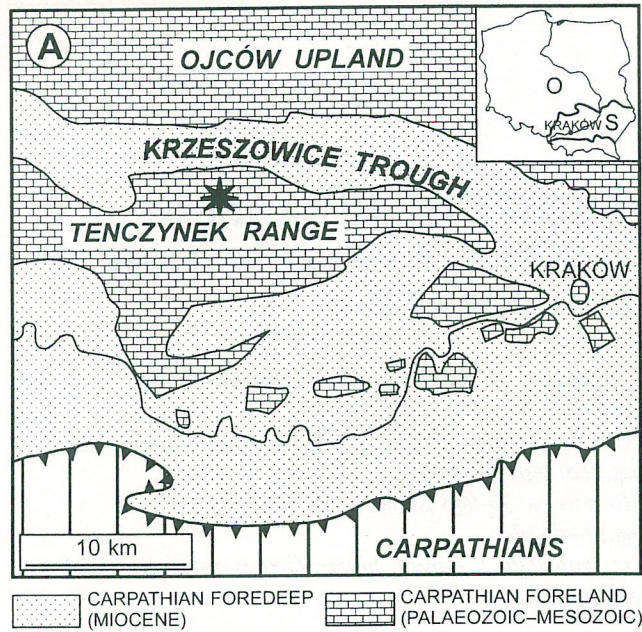 A
OJCÓW UPLAND
O
KRAKÓW S
KRZESZOWICE TROUGH
TENCZYNEK RANGE
KRAKÓW
10 km
CARPATHIANS
CARPATHIAN FOREDEEP
(MIOCENE)
CARPATHIAN FORELAND
(PALAEOZOIC–MESOZOIC)